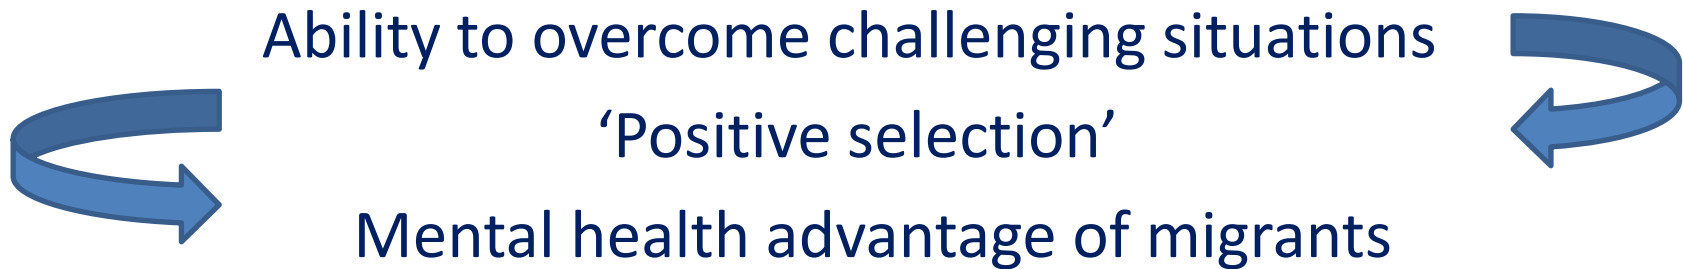 Ability to overcome challenging situations
‘Positive selection’
Mental health advantage of migrants